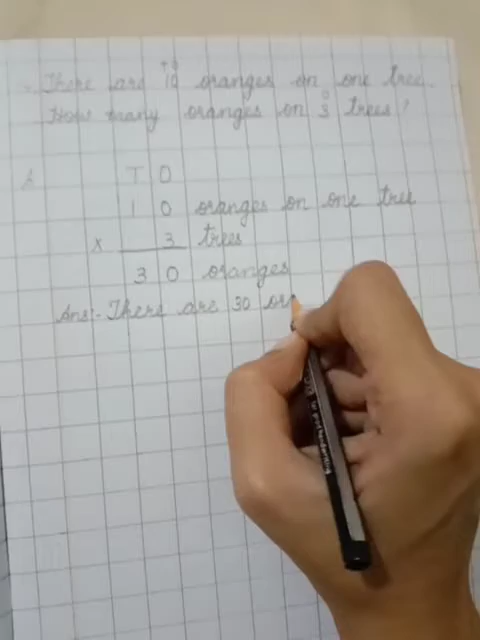 T O
There are 10 oranges on one tree.
O
How many oranges on 3 trees?
T O
1 0 oranges on one tree
x 3 trees
3 0 oranges
Ans:- There are 30 or